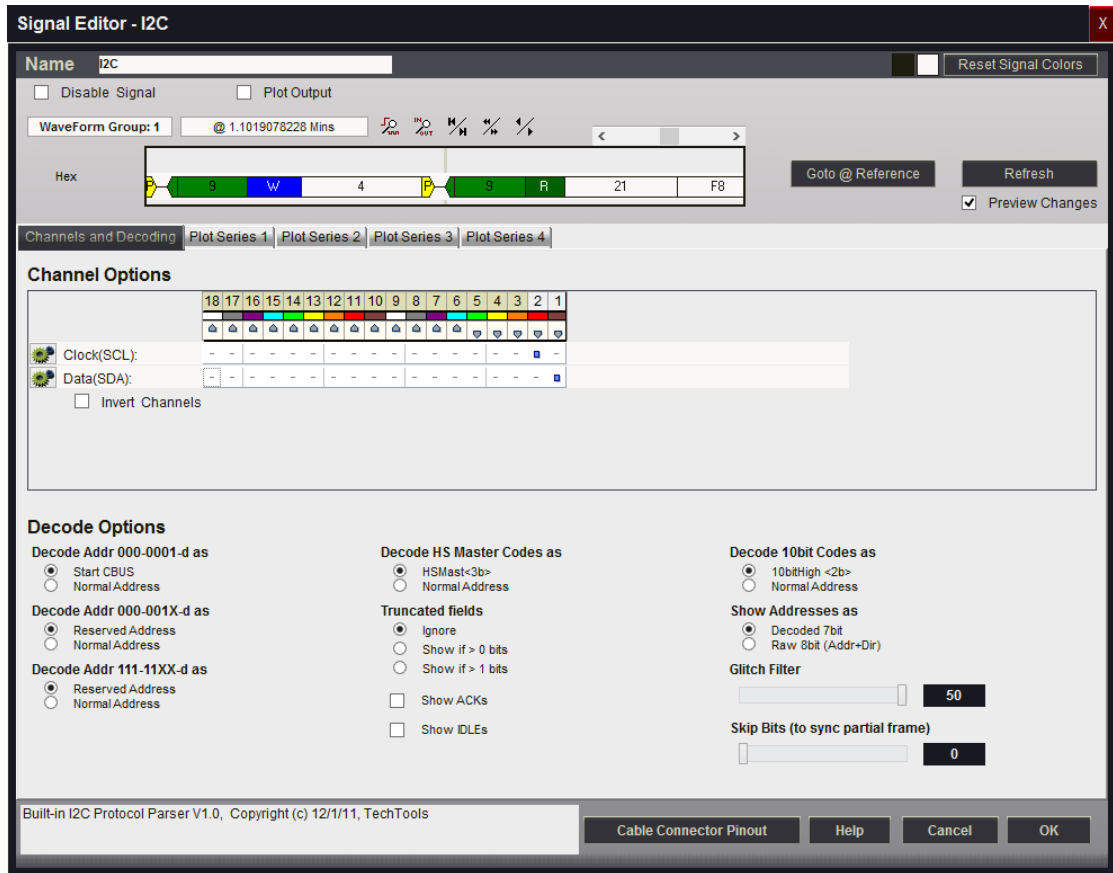 Signal Editor - I2C
X
Name I2C Reset Signal Colors
Disable Signal Plot Output
WaveForm Group: 1 @ 1.1019078228 Mins IN OUT < >
Hex P 9 W 4 P 9 R 21 F8
Goto @ Reference Refresh
Preview Changes
Channels and Decoding Plot Series 1 Plot Series 2 Plot Series 3 Plot Series 4
Channel Options
18 17 16 15 14 13 12 11 10 9 8 7 6 5 4 3 2 1
Clock(SCL): - - - - - - - - - - - - - - - - -
Data(SDA): - - - - - - - - - - - - - - - - -
Invert Channels
Decode Options
Decode Addr 000-0001-d as
Start CBUS
Normal Address
Decode Addr 000-001X-d as
Reserved Address
Normal Address
Decode Addr 111-11XX-d as
Reserved Address
Normal Address
Decode HS Master Codes as
HSMast<3b>
Normal Address
Truncated fields
Ignore
Show if > 0 bits
Show if > 1 bits
Show ACKs
Show IDLEs
Decode 10bit Codes as
10bitHigh <2b>
Normal Address
Show Addresses as
Decoded 7bit
Raw 8bit (Addr+Dir)
Glitch Filter
50
Skip Bits (to sync partial frame)
0
Built-in I2C Protocol Parser V1.0, Copyright (c) 12/1/11, TechTools
Cable Connector Pinout Help Cancel OK